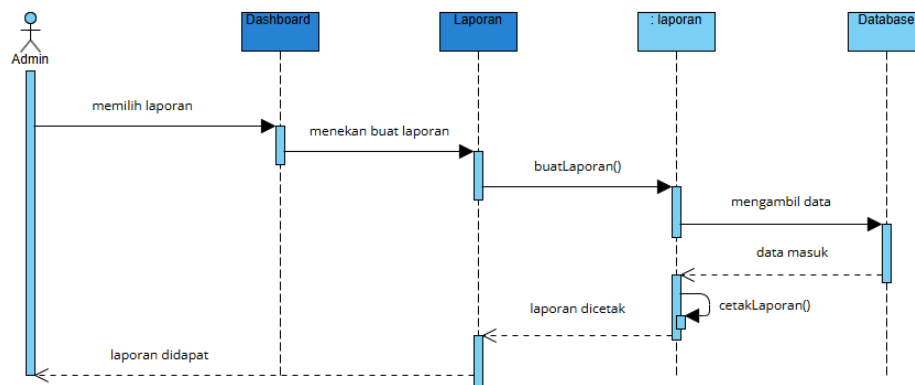 Dashboard
Laporan
: laporan
Database
Admin
memilih laporan
menekan buat laporan
buatLaporan()
mengambil data
data masuk
cetakLaporan()
laporan dicetak
laporan didapat